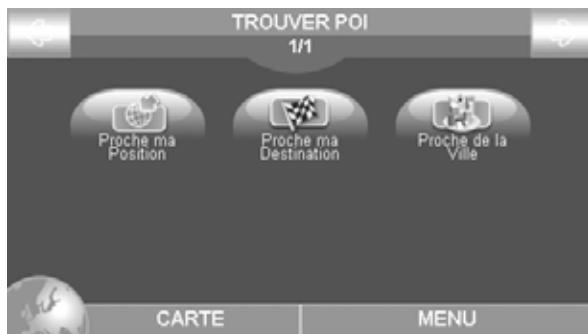 TROUVER POI
1/1
Proche ma
Position
Proche ma
Destination
Proche de la
Ville
CARTE
MENU